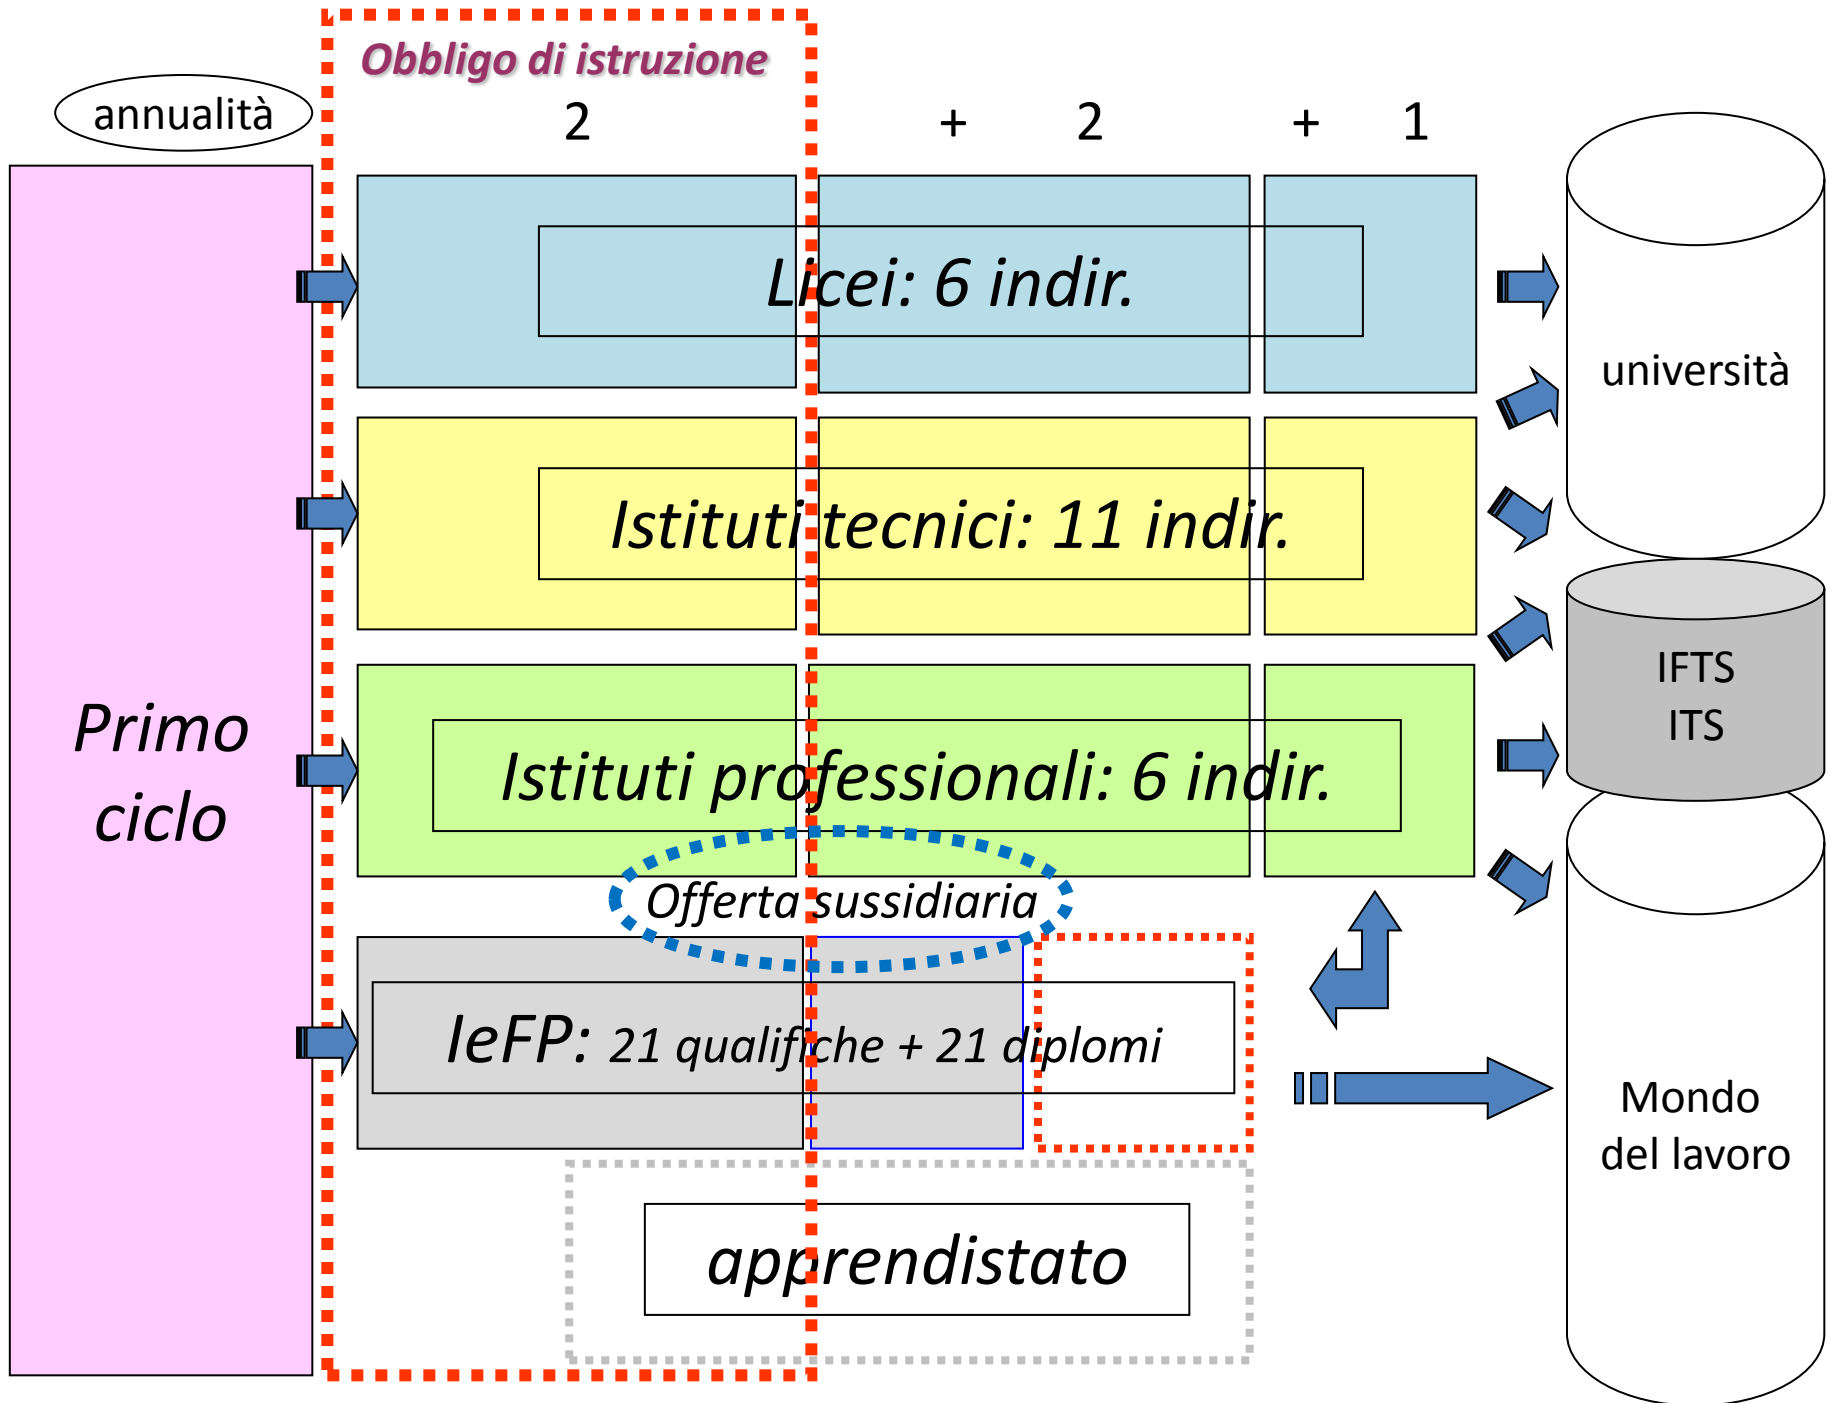 Obbligo di istruzione
annualità
2 + 2 + 1
Licei: 6 indir.
università
Istituti tecnici: 11 indir.
IFTS
ITS
Primo
ciclo
Istituti professionali: 6 indir.
Offerta sussidiaria
IeFP: 21 qualifiche + 21 diplomi
Mondo
del lavoro
apprendistato